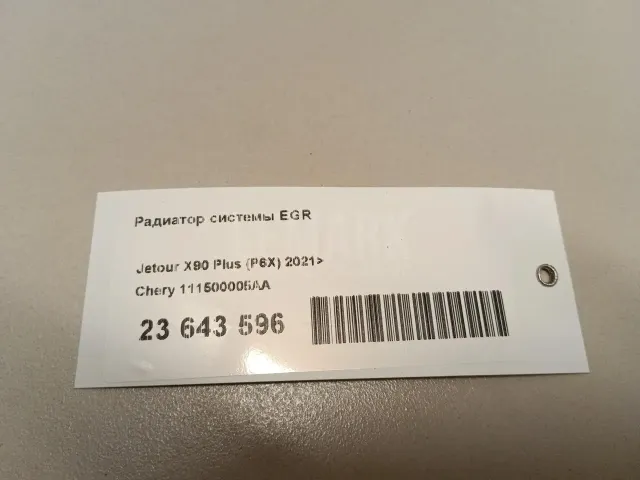 Радиатор системы EGR
Jetour X90 Plus (P6X) 2021>
Chery 111500005AA
23 643 596